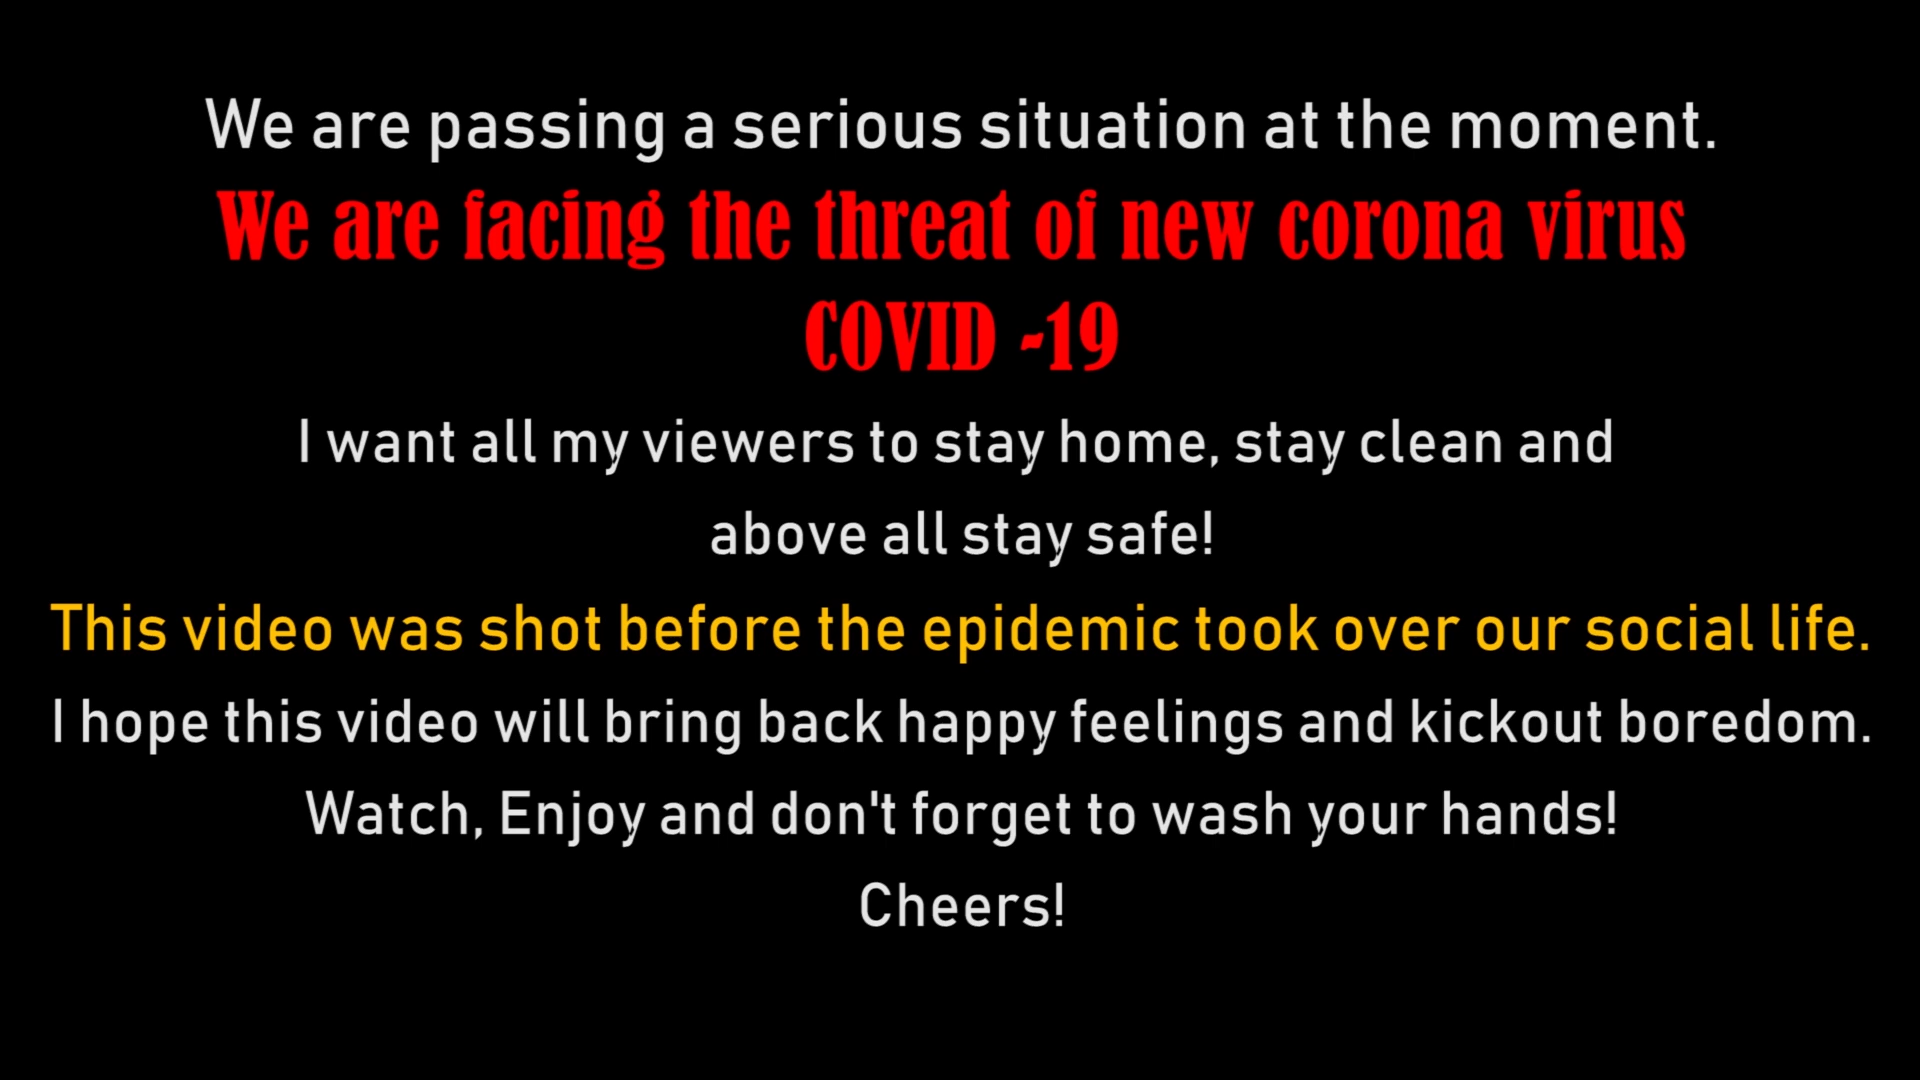 We are passing a serious situation at the moment.
We are facing the threat of new corona virus
COVID -19
I want all my viewers to stay home, stay clean and
above all stay safe!
This video was shot before the epidemic took over our social life.
I hope this video will bring back happy feelings and kickout boredom.
Watch, Enjoy and don't forget to wash your hands!
Cheers!